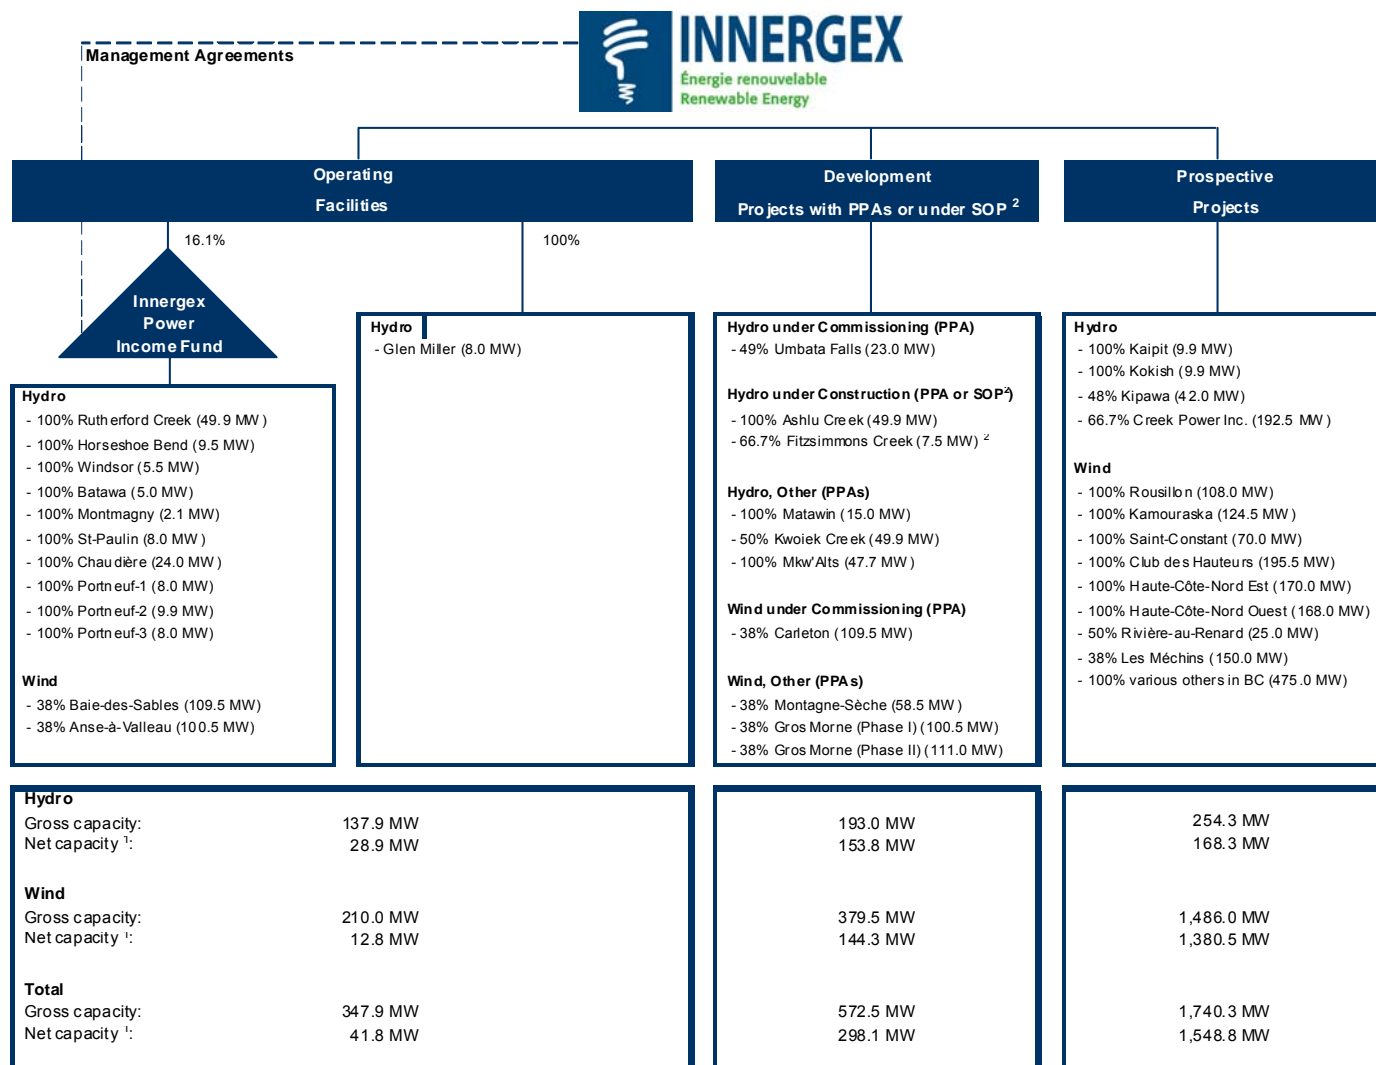 INNERGEX
Énergie renouvelable
Renewable Energy
Management Agreements
Operating
Facilities
Development
Projects with PPAs or under SOP 2
Prospective
Projects
16.1%
100%
Innergex
Power
Income Fund
Hydro
- 100% Rutherford Creek (49.9 MW)
- 100% Horseshoe Bend (9.5 MW)
- 100% Windsor (5.5 MW)
- 100% Batawa (5.0 MW)
- 100% Montmagny (2.1 MW)
- 100% St-Paulin (8.0 MW)
- 100% Chaudière (24.0 MW)
- 100% Portneuf-1 (8.0 MW)
- 100% Portneuf-2 (9.9 MW)
- 100% Portneuf-3 (8.0 MW)
Wind
- 38% Baie-des-Sables (109.5 MW)
- 38% Anse-à-Valleau (100.5 MW)
Hydro
- Glen Miller (8.0 MW)
Hydro under Commissioning (PPA)
- 49% Umbata Falls (23.0 MW)
Hydro under Construction (PPA or SOP2)
- 100% Ashlu Creek (49.9 MW)
- 66.7% Fitzsimmons Creek (7.5 MW) 2
Hydro, Other (PPAs)
- 100% Matawin (15.0 MW)
- 50% Kwoiek Creek (49.9 MW)
- 100% Mkw'Alts (47.7 MW)
Wind under Commissioning (PPA)
- 38% Carleton (109.5 MW)
Wind, Other (PPAs)
- 38% Montagne-Sèche (58.5 MW)
- 38% Gros Morne (Phase I) (100.5 MW)
- 38% Gros Morne (Phase II) (111.0 MW)
Hydro
- 100% Kaipit (9.9 MW)
- 100% Kokish (9.9 MW)
- 48% Kipawa (42.0 MW)
- 66.7% Creek Power Inc. (192.5 MW)
Wind
- 100% Rousillon (108.0 MW)
- 100% Kamouraska (124.5 MW)
- 100% Saint-Constant (70.0 MW)
- 100% Club des Hauteurs (195.5 MW)
- 100% Haute-Côte-Nord Est (170.0 MW)
- 100% Haute-Côte-Nord Ouest (168.0 MW)
- 50% Rivière-au-Renard (25.0 MW)
- 38% Les Méchins (150.0 MW)
- 100% various others in BC (475.0 MW)
Hydro
Gross capacity: 137.9 MW 193.0 MW 254.3 MW
Net capacity 1: 28.9 MW 153.8 MW 168.3 MW
Wind
Gross capacity: 210.0 MW 379.5 MW 1,486.0 MW
Net capacity 1: 12.8 MW 144.3 MW 1,380.5 MW
Total
Gross capacity: 347.9 MW 572.5 MW 1,740.3 MW
Net capacity 1: 41.8 MW 298.1 MW 1,548.8 MW